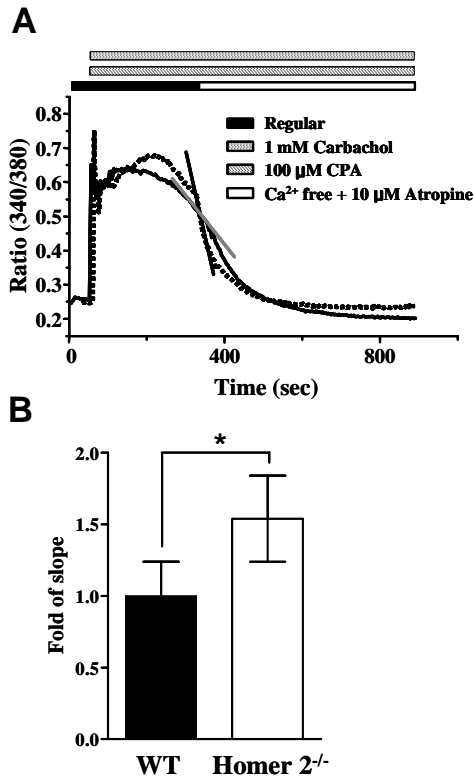 A
Regular
1 mM Carbachol
100 μM CPA
Ca²⁺ free + 10 μM Atropine
Ratio (340/380)
0.8
0.7
0.6
0.5
0.4
0.3
0.2
0
400
800
Time (sec)
B
*
Fold of slope
2.0
1.5
1.0
0.5
0.0
WT
Homer 2⁻/⁻